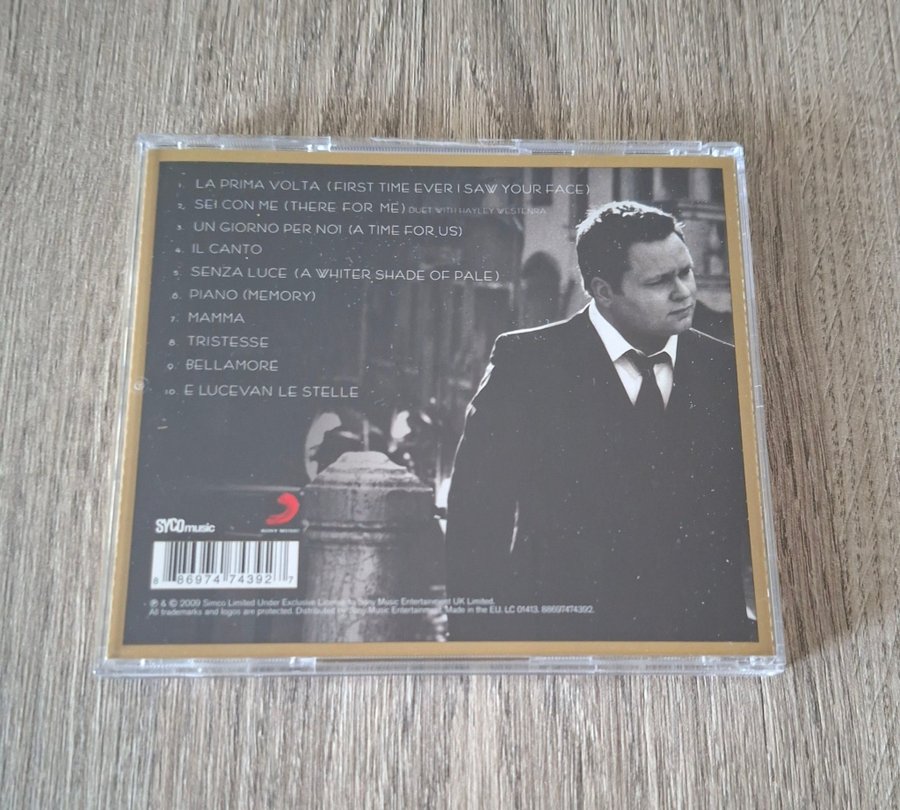 1. LA PRIMA VOLTA (FIRST TIME EVER I SAW YOUR FACE)
2. SEI CON ME (THERE FOR ME) DUET WITH HAYLEY WESTENRA
3. UN GIORNO PER NOI (A TIME FOR US)
4. IL CANTO
5. SENZA LUCE (A WHITER SHADE OF PALE)
6. PIANO (MEMORY)
7. MAMMA
8. TRISTESSE
9. BELLAMORE
10. E LUCEVAN LE STELLE
SYCOmusic
SONY MUSIC
8 86974 74392 7
℗ & © 2009 Simco Limited Under Exclusive License to Sony Music Entertainment UK Limited.
All trademarks and logos are protected. Distributed by Sony Music Entertainment. Made in the EU. LC 01413. 88697474392.